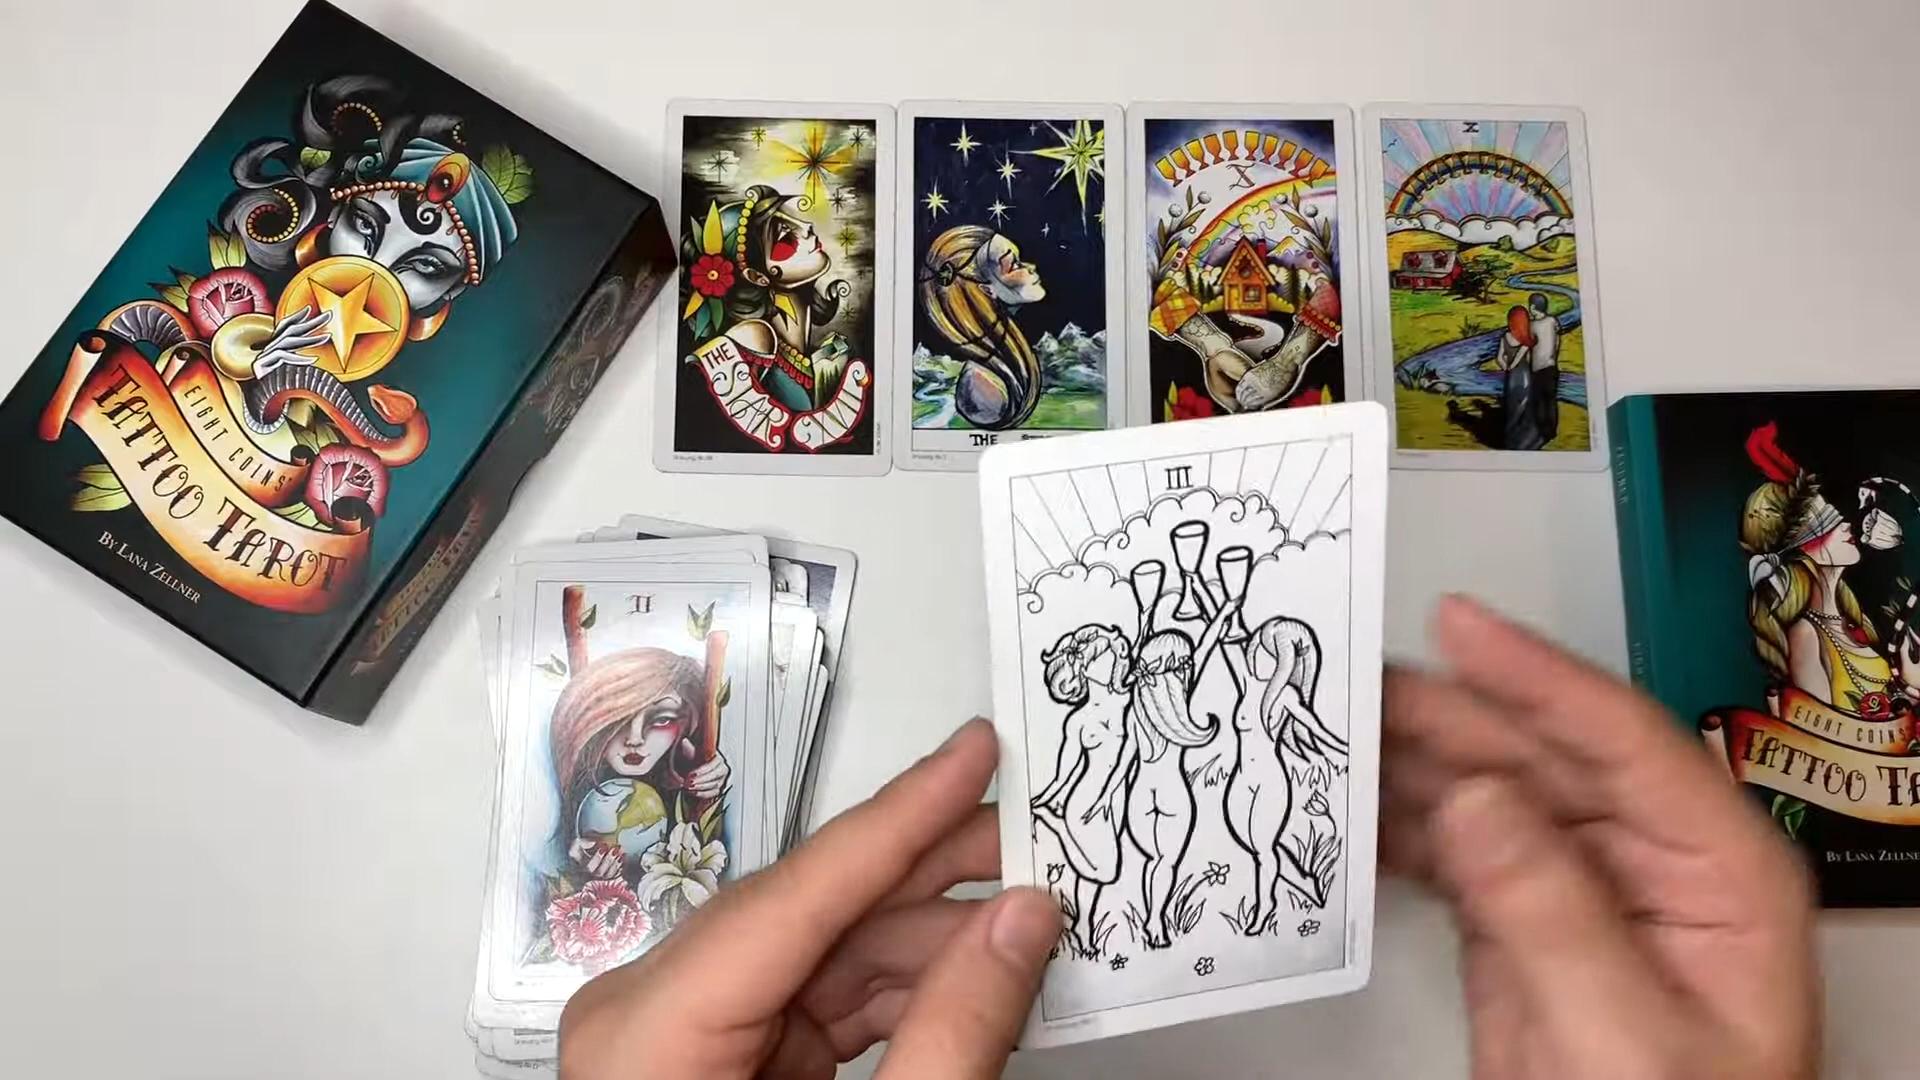 EIGHT COINS'
TATTOO TAROT
BY LANA ZELLNER
THE
STAR
XVII
THE
X
X
III
II
EIGHT COINS'
TATTOO TA
BY LANA ZELLNE